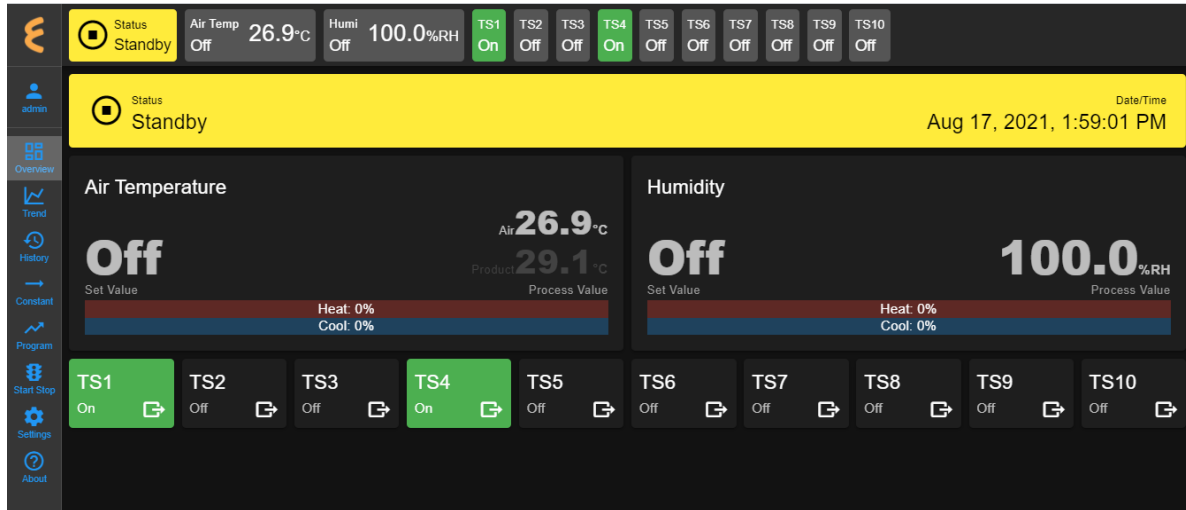 Status
Standby
Air Temp
Off
26.9°C
Humi
Off
100.0%RH
TS1
On
TS2
Off
TS3
Off
TS4
On
TS5
Off
TS6
Off
TS7
Off
TS8
Off
TS9
Off
TS10
Off
admin
Overview
Trend
History
Constant
Program
Start Stop
Settings
About
Status
Standby
Date/Time
Aug 17, 2021, 1:59:01 PM
Air Temperature
Off
Set Value
Air 26.9 °C
Product 29.1 °C
Process Value
Heat: 0%
Cool: 0%
Humidity
Off
Set Value
100.0 %RH
Process Value
Heat: 0%
Cool: 0%
TS1
On
TS2
Off
TS3
Off
TS4
On
TS5
Off
TS6
Off
TS7
Off
TS8
Off
TS9
Off
TS10
Off